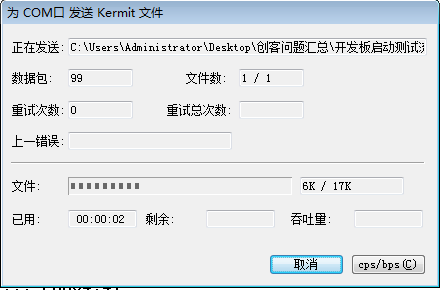 为 COM口 发送 Kermit 文件
正在发送: C:\Users\Administrator\Desktop\创客问题汇总\开发板启动测试
数据包: 99 文件数: 1 / 1
重试次数: 0 重试总次数:
上一错误:
文件: 6K / 17K
已用: 00:00:02 剩余: 吞吐量:
取消 cps/bps(C)